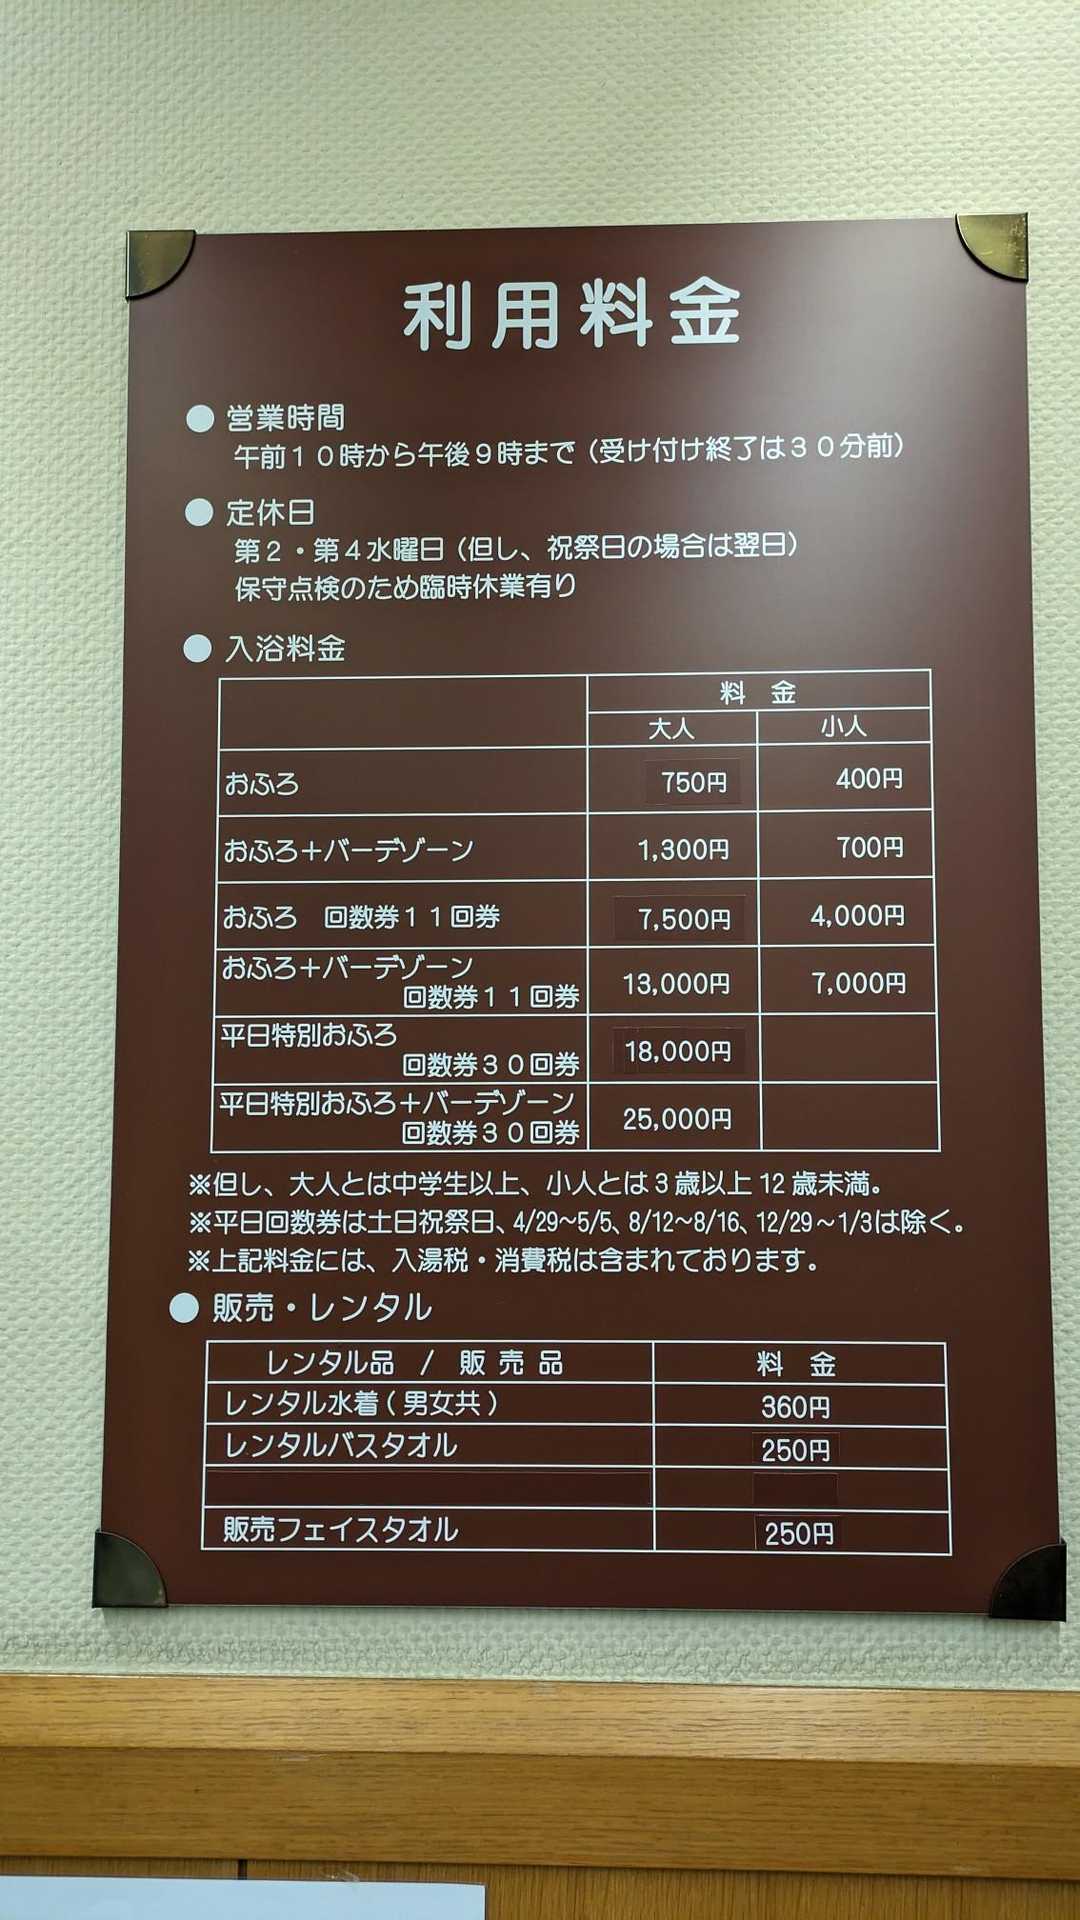 利用料金
● 営業時間
午前１０時から午後９時まで（受け付け終了は３０分前）
● 定休日
第２・第４水曜日（但し、祝祭日の場合は翌日）
保守点検のため臨時休業有り
● 入浴料金
料　金
大人 小人
おふろ 750円 400円
おふろ＋バーデゾーン 1,300円 700円
おふろ　回数券１１回券 7,500円 4,000円
おふろ＋バーデゾーン
回数券１１回券 13,000円 7,000円
平日特別おふろ
回数券３０回券 18,000円
平日特別おふろ＋バーデゾーン
回数券３０回券 25,000円
※但し、大人とは中学生以上、小人とは３歳以上12歳未満。
※平日回数券は土日祝祭日、4/29~5/5、8/12~8/16、12/29～1/3は除く。
※上記料金には、入湯税・消費税は含まれております。
● 販売・レンタル
レンタル品　/　販 売 品 料　金
レンタル水着(男女共) 360円
レンタルバスタオル 250円
販売フェイスタオル 250円